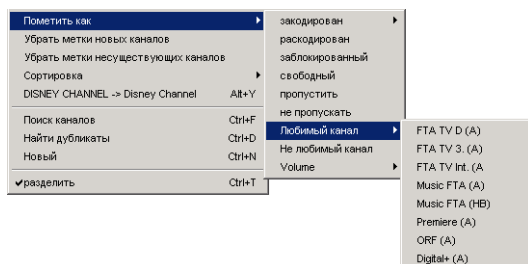 Пометить как
Убрать метки новых каналов
Убрать метки несуществующих каналов
Сортировка
DISNEY CHANNEL -> Disney Channel Alt+Y
Поиск каналов Ctrl+F
Найти дубликаты Ctrl+D
Новый Ctrl+N
разделить Ctrl+T
закодирован
раскодирован
заблокированный
свободный
пропустить
не пропускать
Любимый канал
Не любимый канал
Volume
FTA TV D (A)
FTA TV 3. (A)
FTA TV Int. (A
Music FTA (A)
Music FTA (HB)
Premiere (A)
ORF (A)
Digital+ (A)